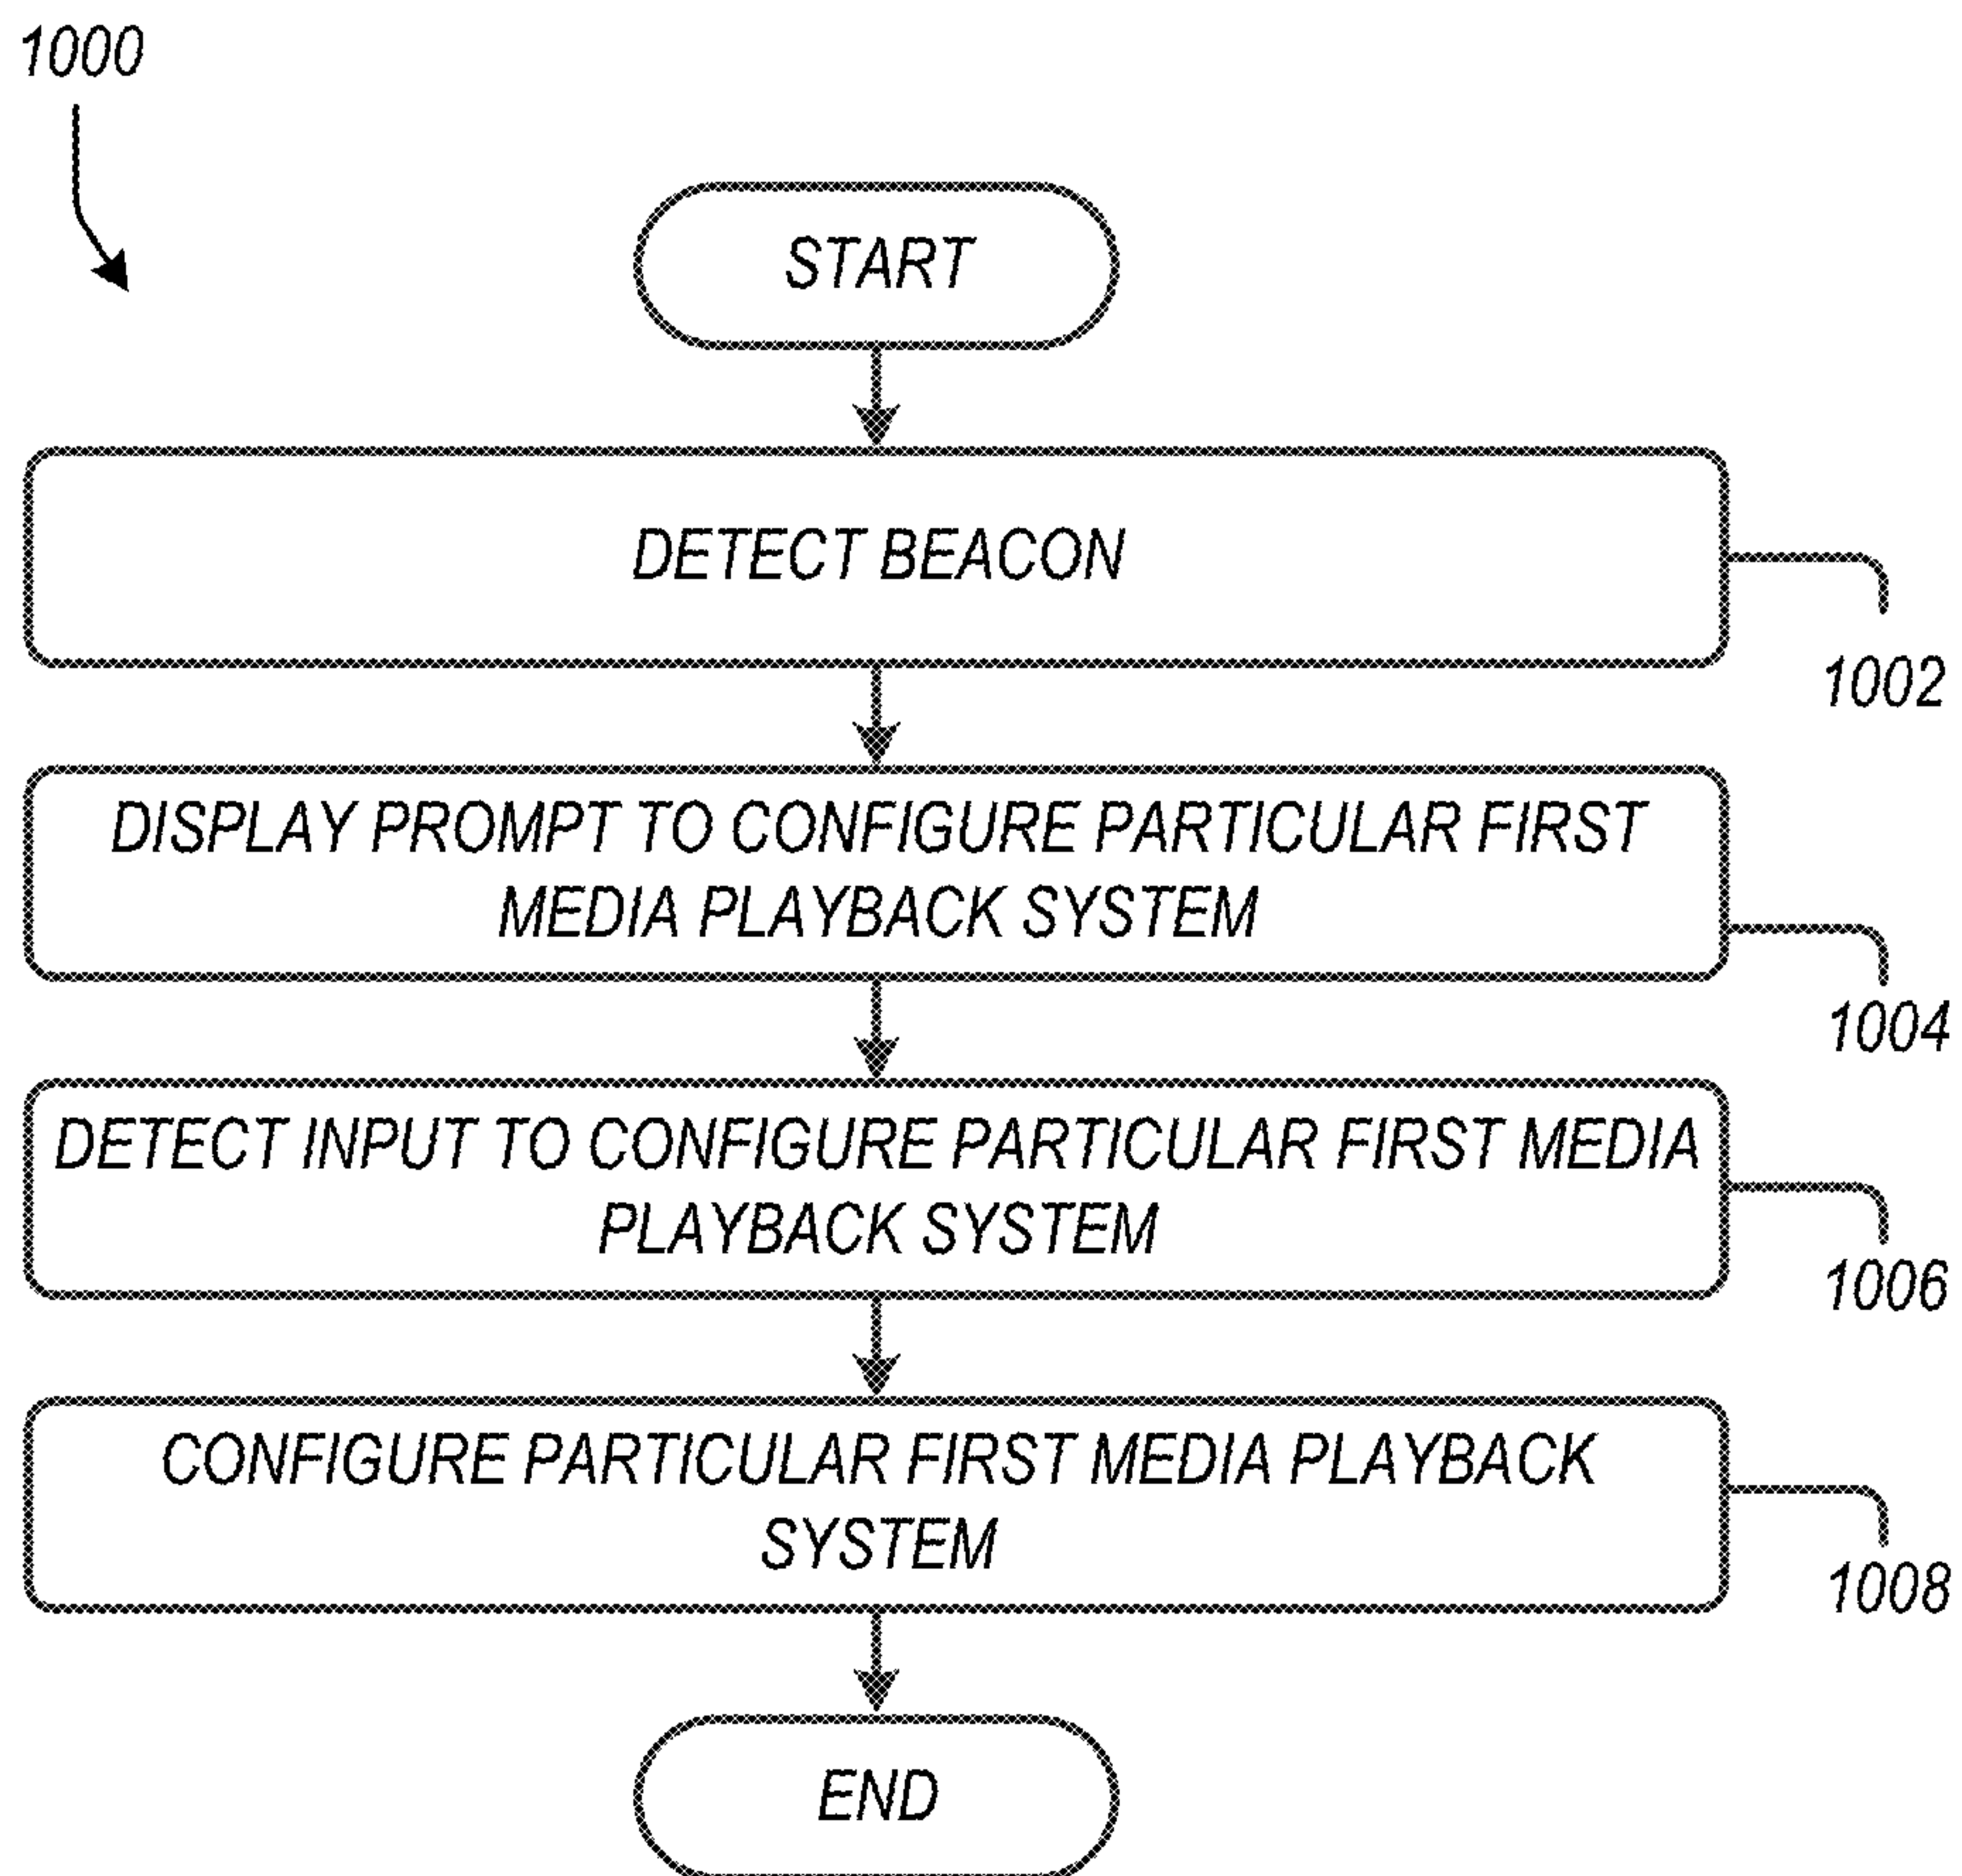 1000
START
DETECT BEACON
1002
DISPLAY PROMPT TO CONFIGURE PARTICULAR FIRST
MEDIA PLAYBACK SYSTEM
1004
DETECT INPUT TO CONFIGURE PARTICULAR FIRST MEDIA
PLAYBACK SYSTEM
1006
CONFIGURE PARTICULAR FIRST MEDIA PLAYBACK
SYSTEM
1008
END